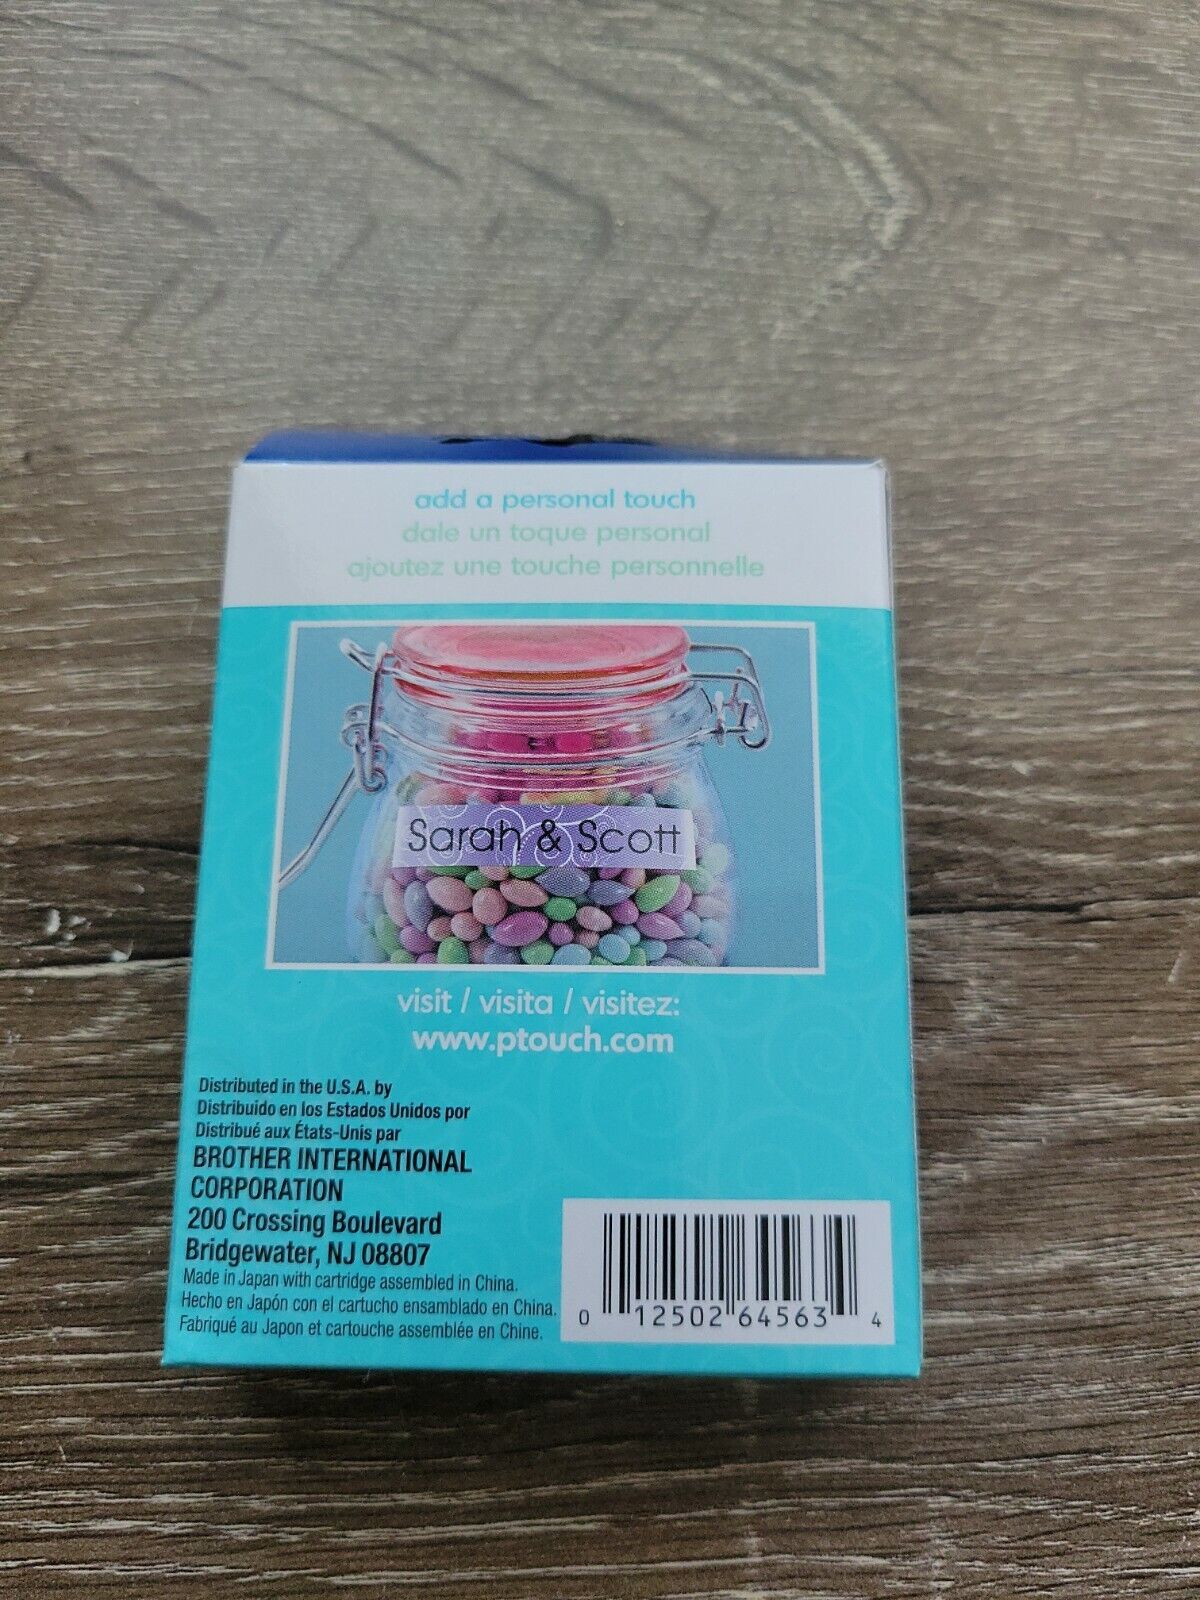 add a personal touch
dale un toque personal
ajoutez une touche personnelle
Sarah & Scott
visit / visita / visitez:
www.ptouch.com
Distributed in the U.S.A. by
Distribuido en los Estados Unidos por
Distribué aux États-Unis par
BROTHER INTERNATIONAL
CORPORATION
200 Crossing Boulevard
Bridgewater, NJ 08807
Made in Japan with cartridge assembled in China.
Hecho en Japón con el cartucho ensamblado en China.
Fabriqué au Japon et cartouche assemblée en Chine.
0 12502 64563 4